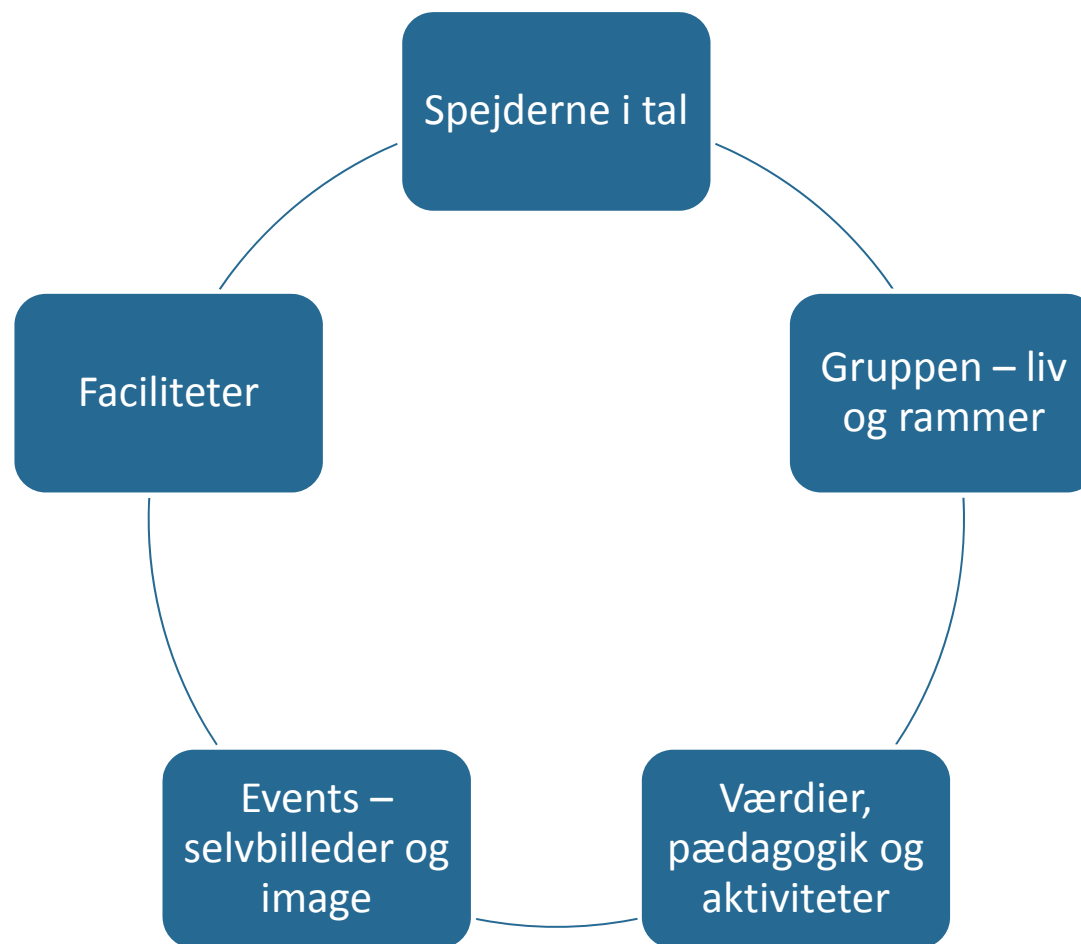 Spejderne i tal
Gruppen – liv
og rammer
Værdier,
pædagogik og
aktiviteter
Events –
selvbilleder og
image
Faciliteter